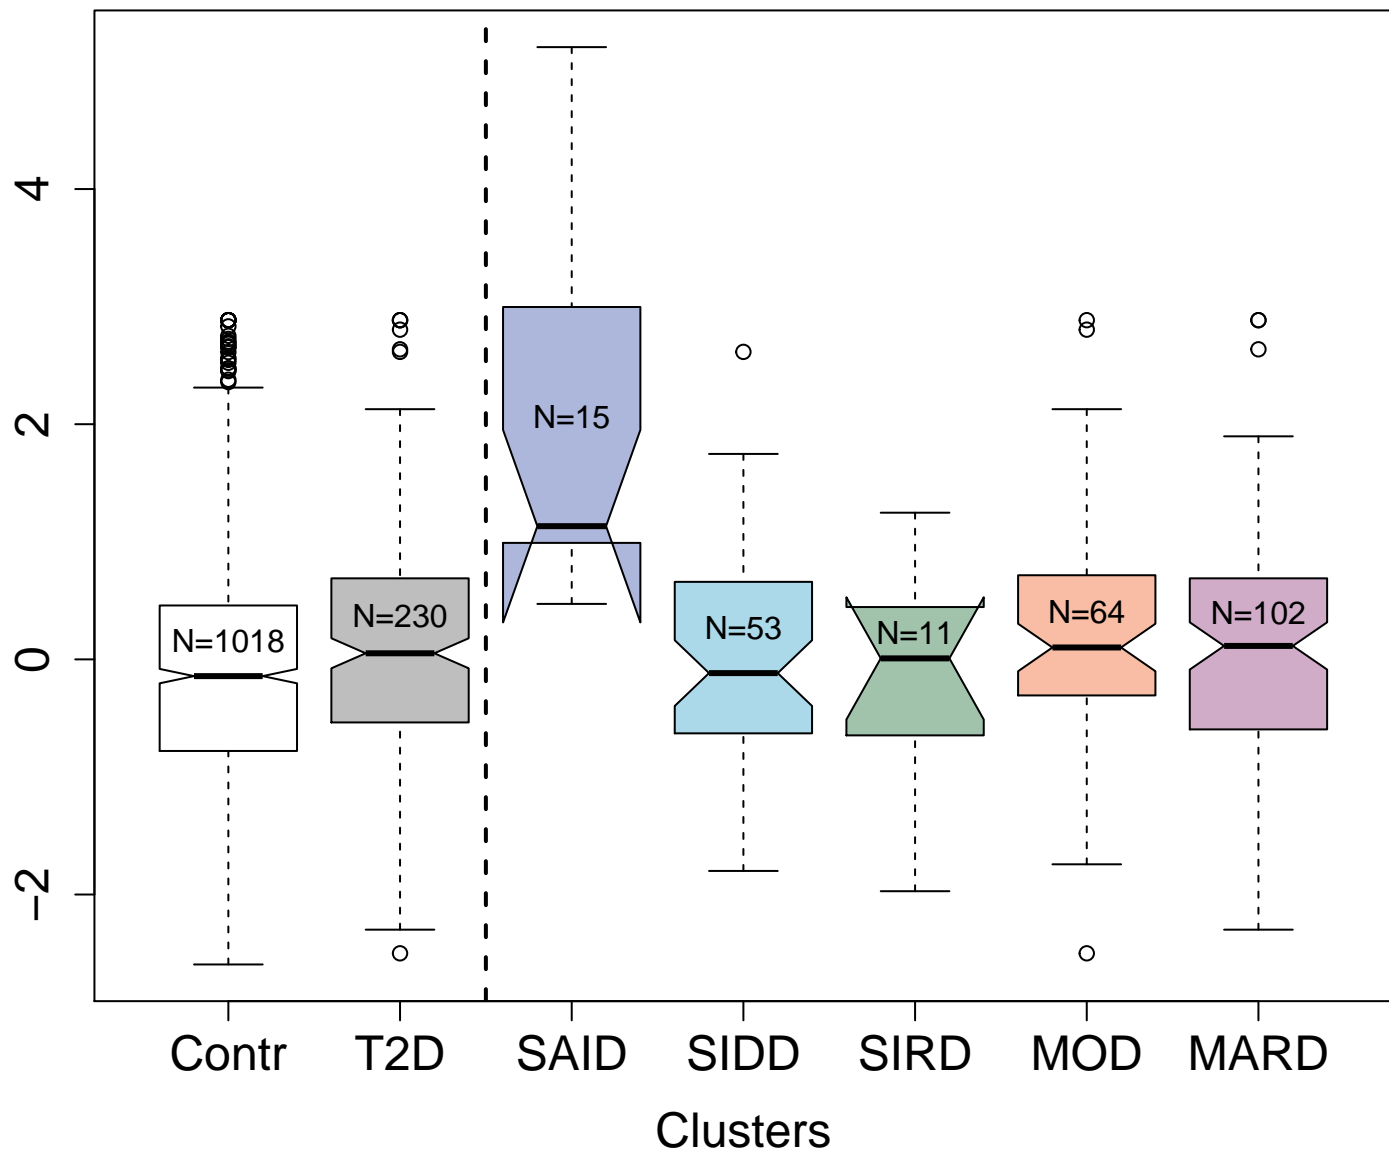 4
2
0
−2
N=1018
N=230
N=15
N=53
N=11
N=64
N=102
Contr T2D SAID SIDD SIRD MOD MARD
Clusters